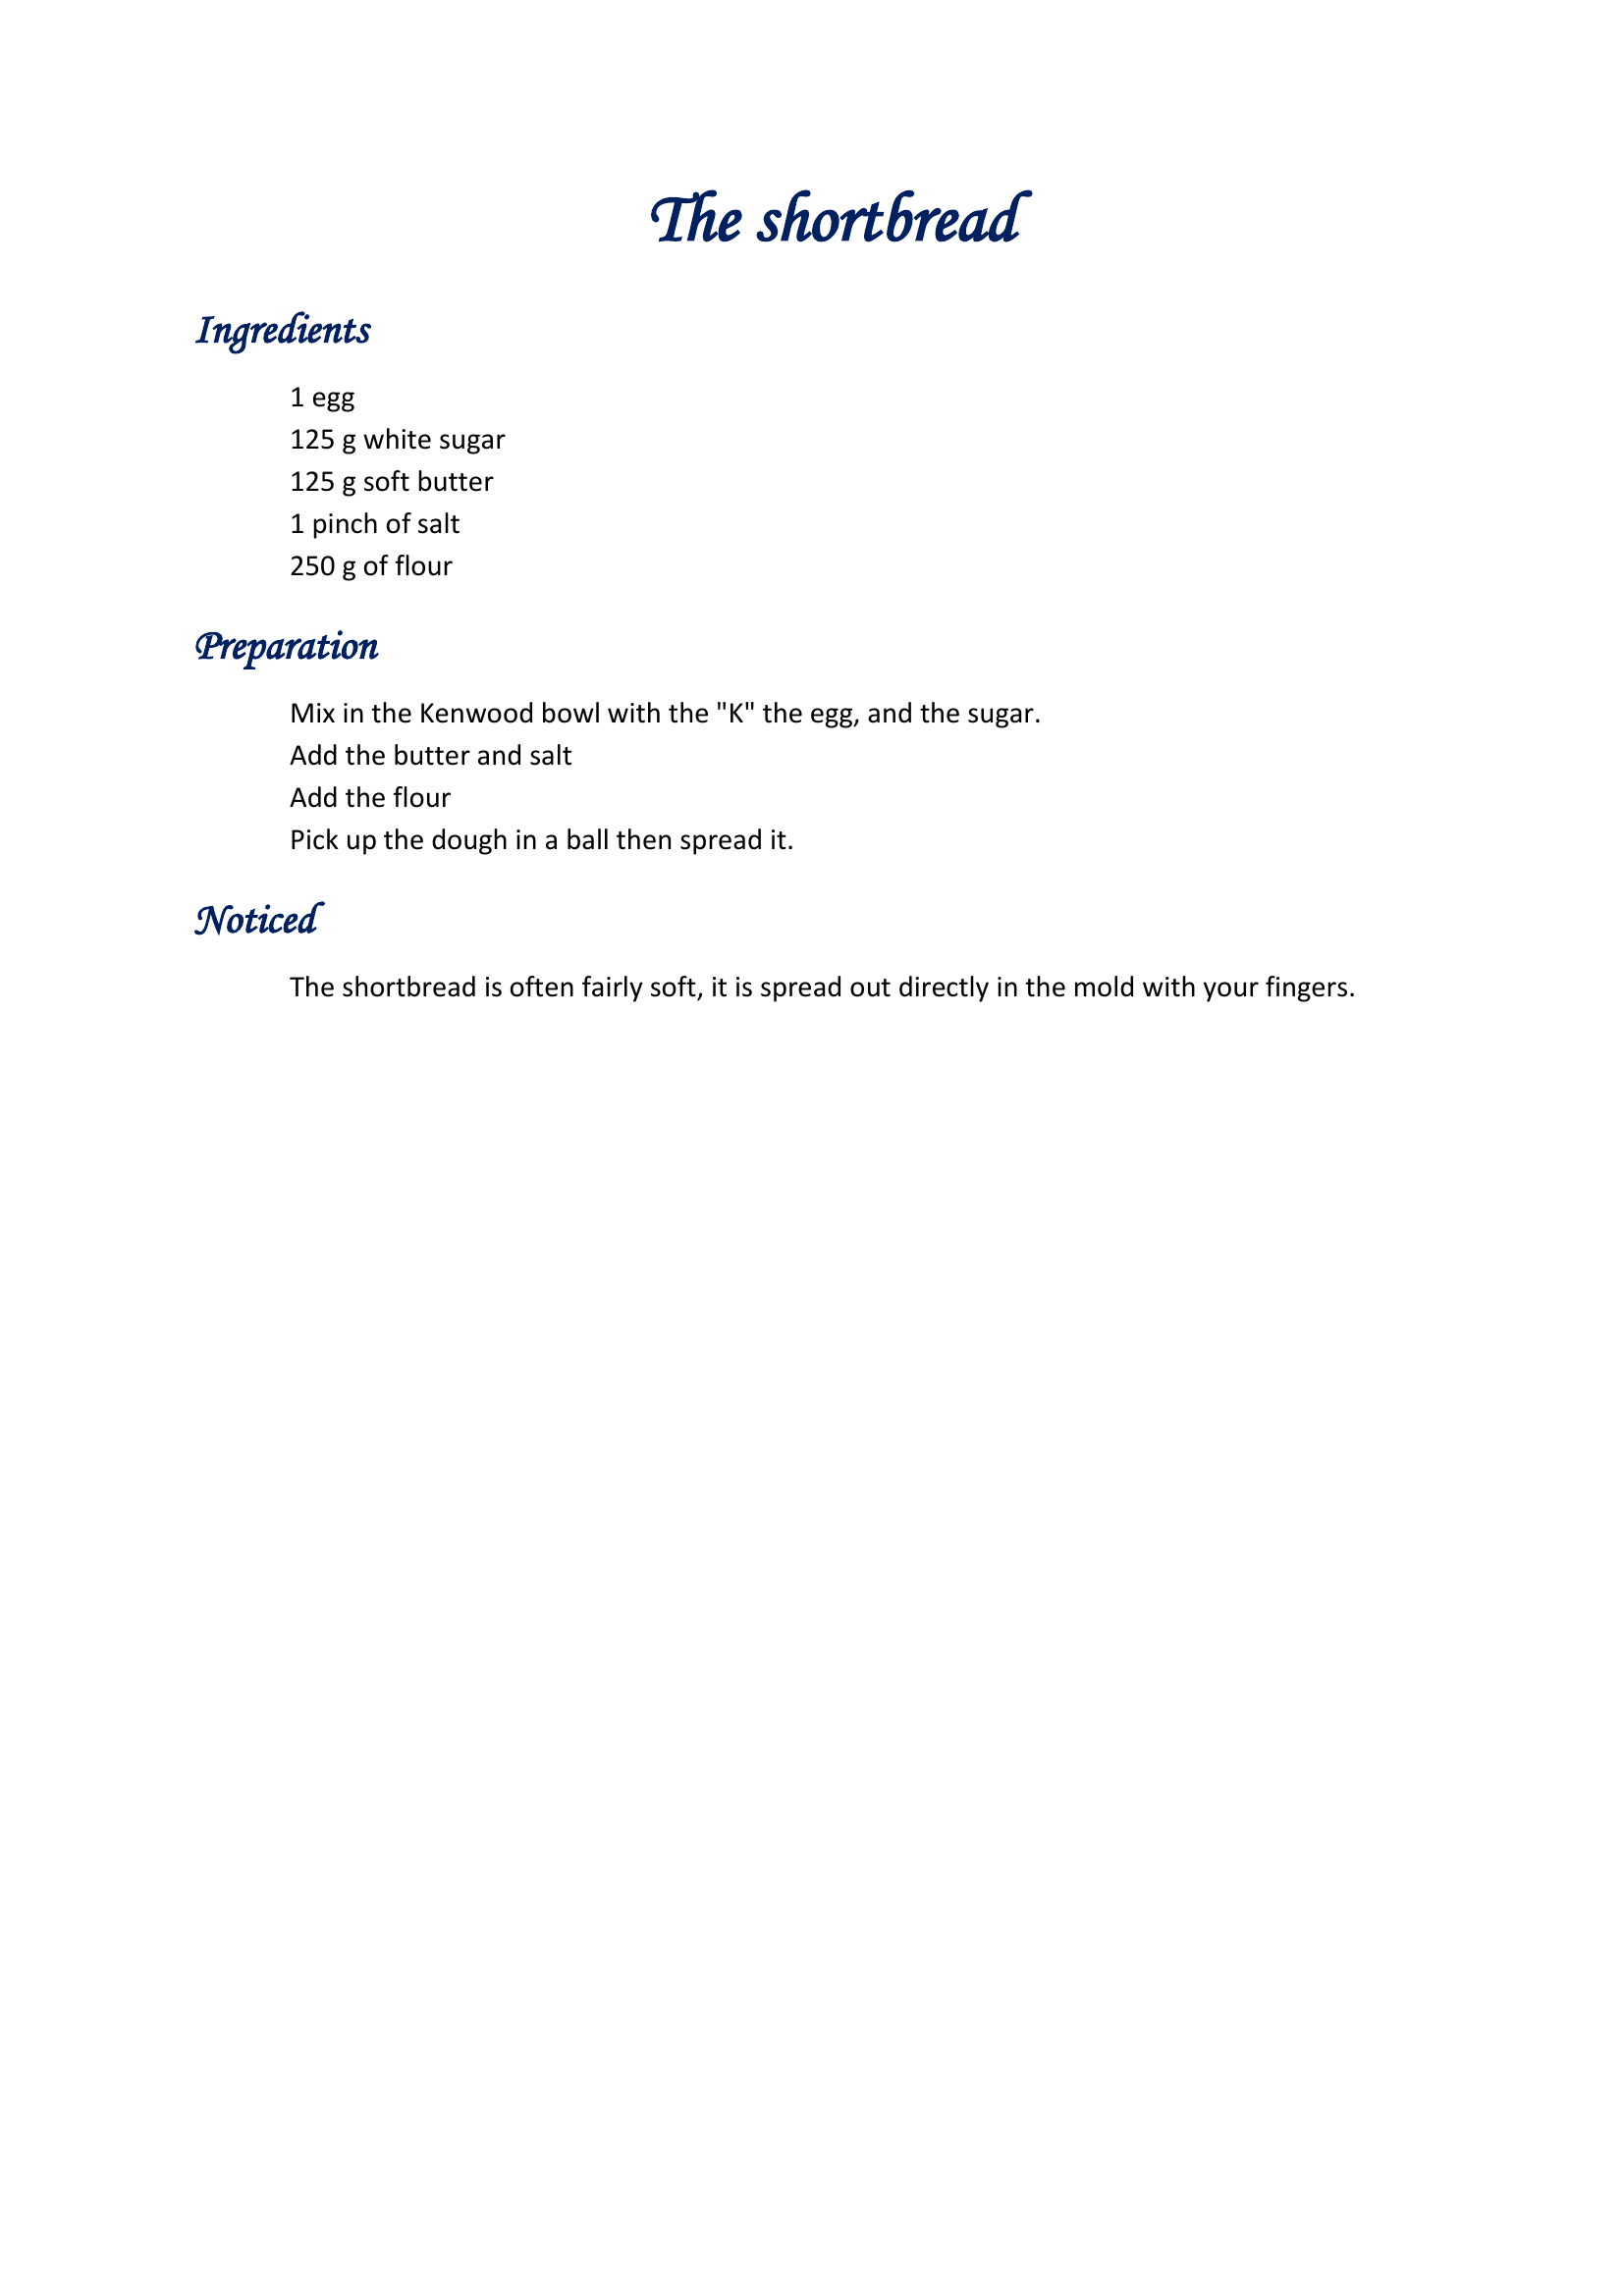 The shortbread
Ingredients
1 egg
125 g white sugar
125 g soft butter
1 pinch of salt
250 g of flour
Preparation
Mix in the Kenwood bowl with the "K" the egg, and the sugar.
Add the butter and salt
Add the flour
Pick up the dough in a ball then spread it.
Noticed
The shortbread is often fairly soft, it is spread out directly in the mold with your fingers.